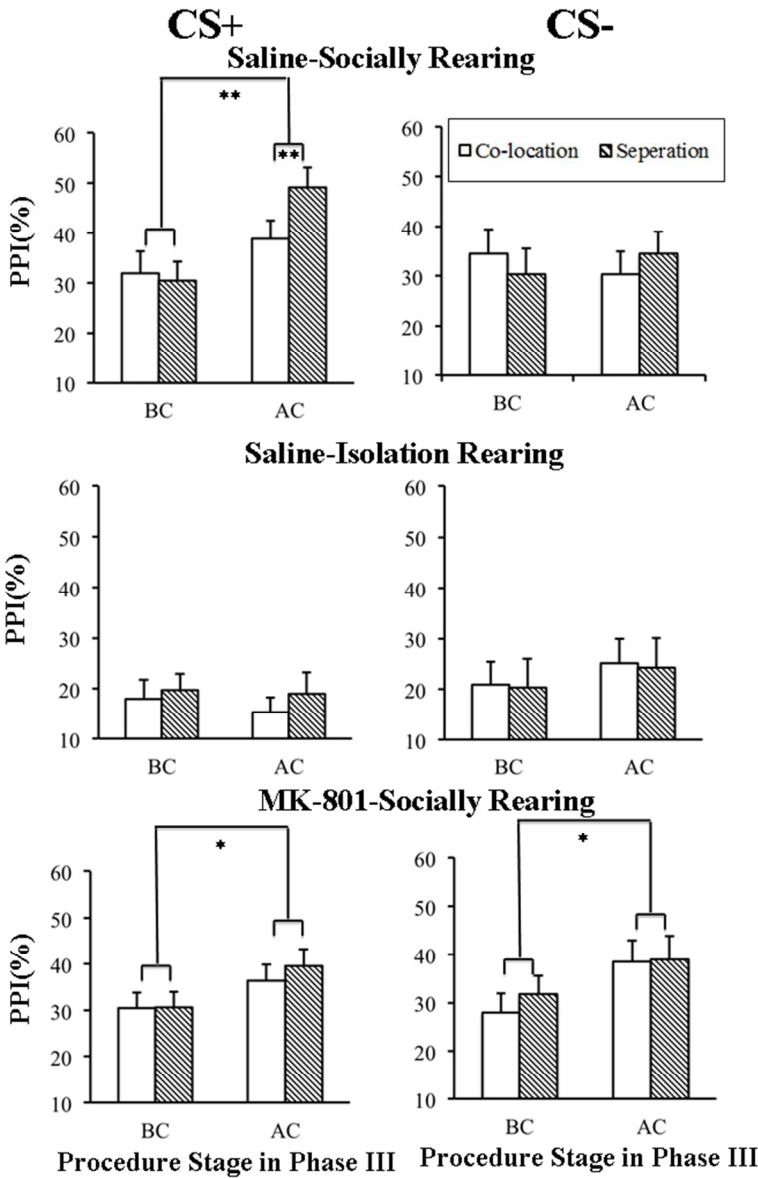 CS+ CS-
Saline-Socially Rearing
**
**
PPI(%)
60
50
40
30
20
10
BC AC
60
50
40
30
20
10
Co-location Seperation
BC AC
Saline-Isolation Rearing
PPI(%)
60
50
40
30
20
10
BC AC
60
50
40
30
20
10
BC AC
MK-801-Socially Rearing
*
PPI(%)
60
50
40
30
20
10
BC AC
Procedure Stage in Phase III
*
60
50
40
30
20
10
BC AC
Procedure Stage in Phase III